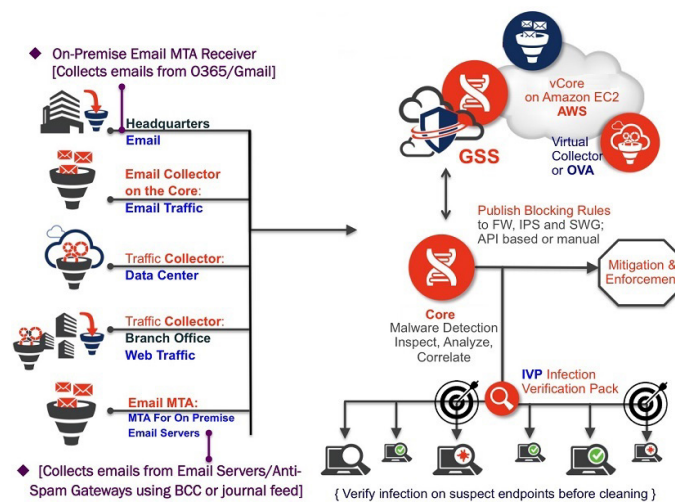 On-Premise Email MTA Receiver
[Collects emails from O365/Gmail]
Headquarters
Email
Email Collector
on the Core:
Email Traffic
Traffic Collector:
Data Center
Traffic Collector:
Branch Office
Web Traffic
Email MTA:
MTA For On Premise
Email Servers
[Collects emails from Email Servers/Anti-
Spam Gateways using BCC or journal feed]
vCore
on Amazon EC2
AWS
GSS
Virtual
Collector
or OVA
Publish Blocking Rules
to FW, IPS and SWG;
API based or manual
Mitigation &
Enforcement
Core
Malware Detection
Inspect, Analyze,
Correlate
IVP Infection
Verification Pack
{ Verify infection on suspect endpoints before cleaning }